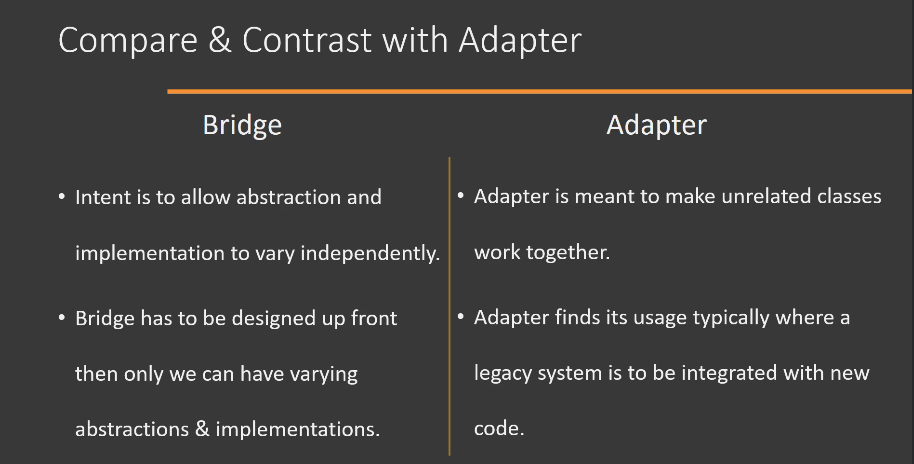 Compare & Contrast with Adapter
Bridge
• Intent is to allow abstraction and
implementation to vary independently.
• Bridge has to be designed up front
then only we can have varying
abstractions & implementations.
Adapter
• Adapter is meant to make unrelated classes
work together.
• Adapter finds its usage typically where a
legacy system is to be integrated with new
code.